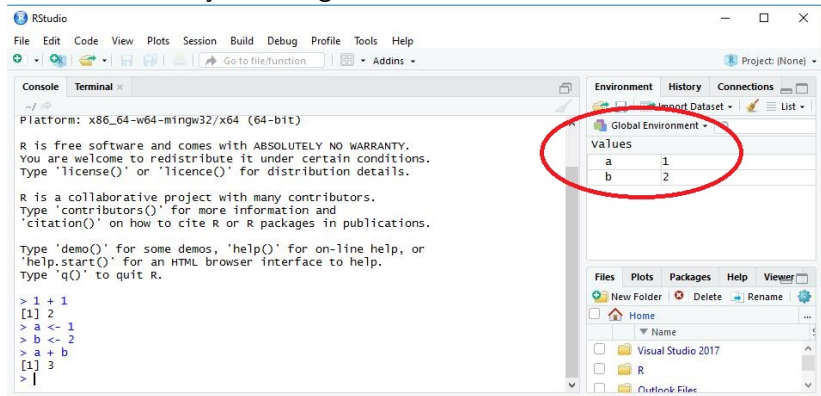 RStudio
File Edit Code View Plots Session Build Debug Profile Tools Help
Go to file/function Addins Project: (None)
Console Terminal
~/
Platform: x86_64-w64-mingw32/x64 (64-bit)
R is free software and comes with ABSOLUTELY NO WARRANTY.
You are welcome to redistribute it under certain conditions.
Type 'license()' or 'licence()' for distribution details.
R is a collaborative project with many contributors.
Type 'contributors()' for more information and
'citation()' on how to cite R or R packages in publications.
Type 'demo()' for some demos, 'help()' for on-line help, or
'help.start()' for an HTML browser interface to help.
Type 'q()' to quit R.
> 1 + 1
[1] 2
> a <- 1
> b <- 2
> a + b
[1] 3
>
Environment History Connections
Import Dataset List
Global Environment
Values
a 1
b 2
Files Plots Packages Help Viewer
New Folder Delete Rename
Home ...
Name
Visual Studio 2017
R
Outlook Files